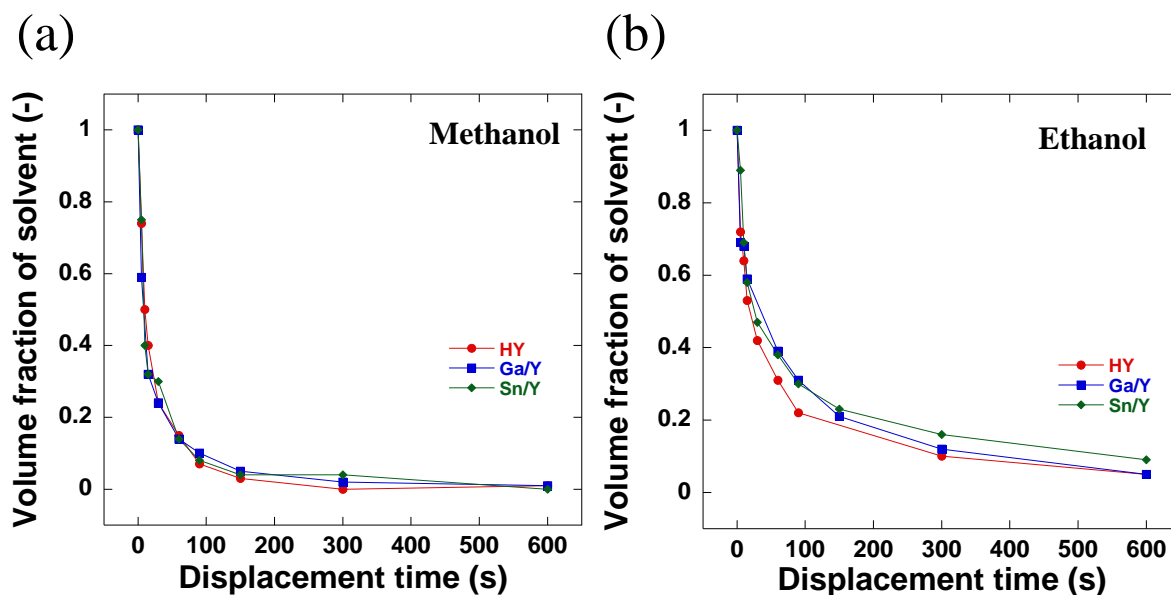 (a)
Methanol
Volume fraction of solvent (-)
1
0.8
0.6
0.4
0.2
0
HY
Ga/Y
Sn/Y
0 100 200 300 400 500 600
Displacement time (s)
(b)
Ethanol
Volume fraction of solvent (-)
1
0.8
0.6
0.4
0.2
0
HY
Ga/Y
Sn/Y
0 100 200 300 400 500 600
Displacement time (s)